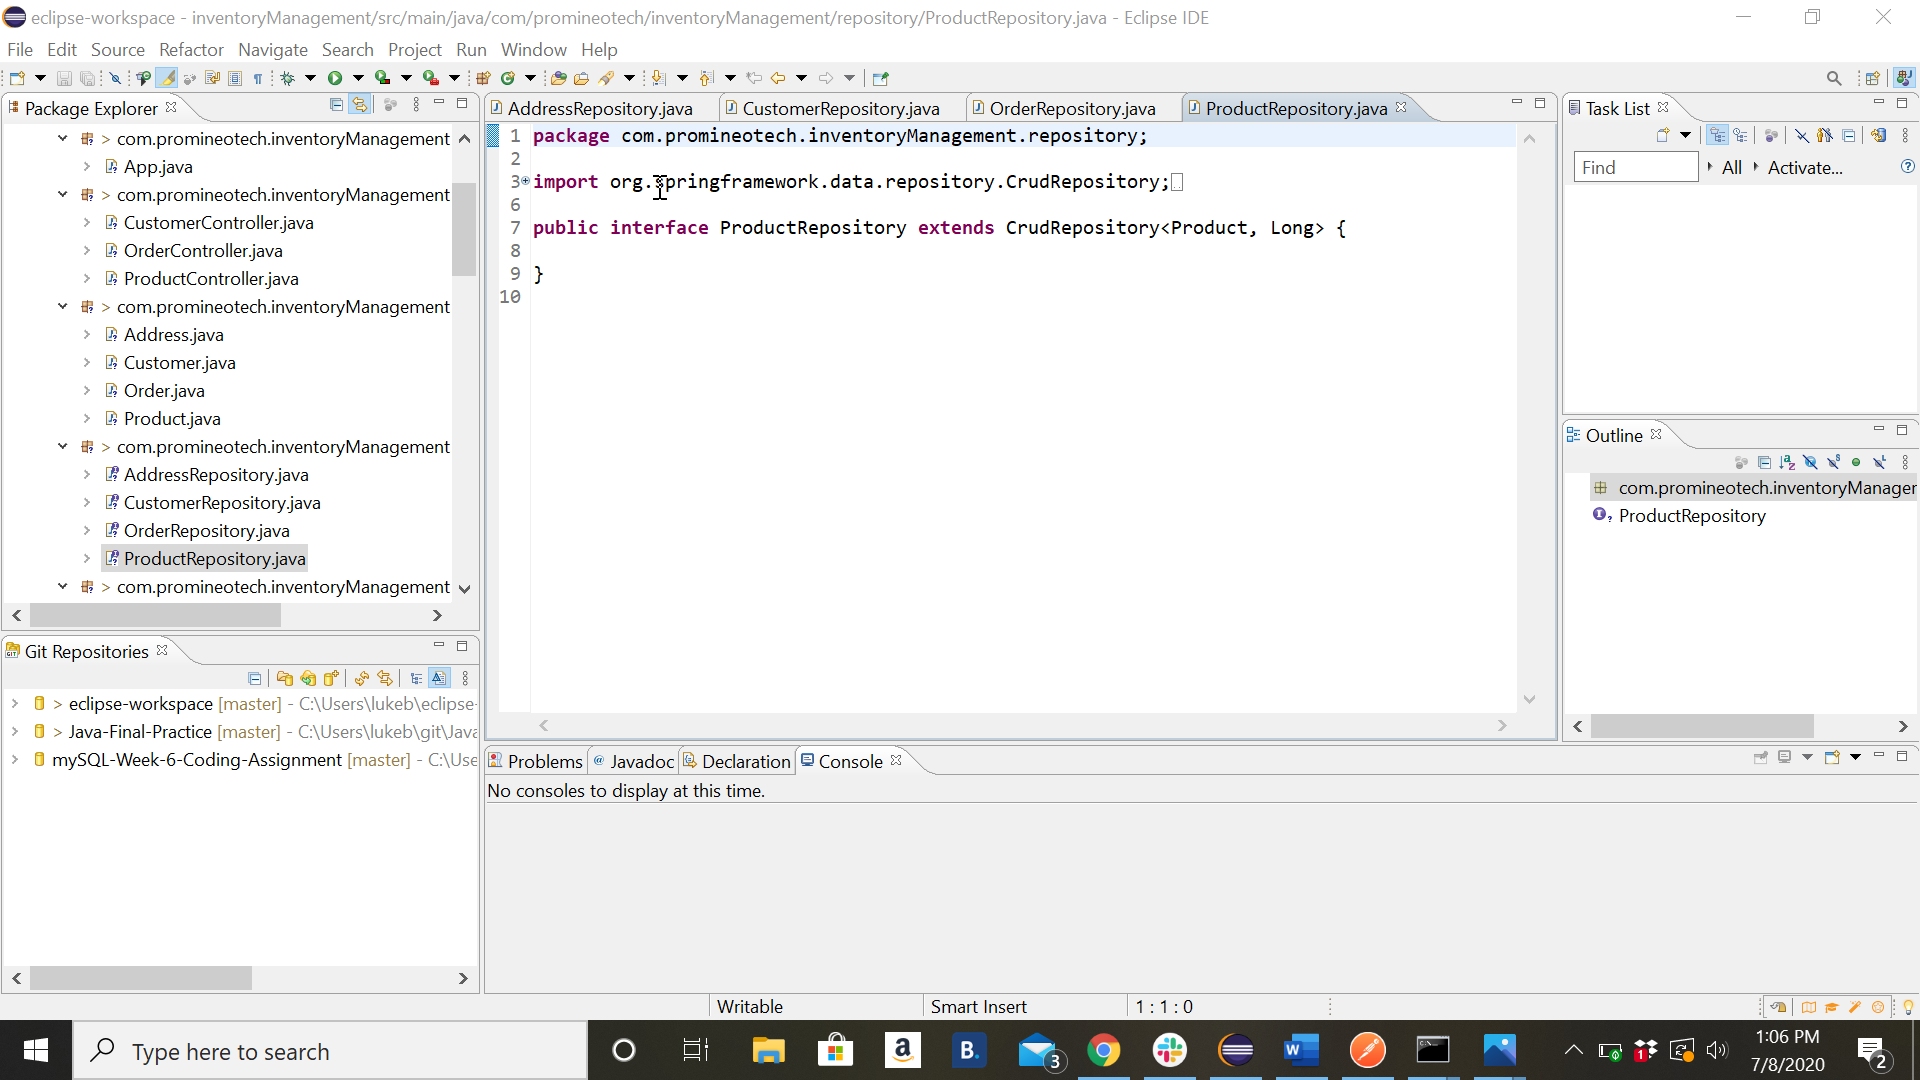 eclipse-workspace - inventoryManagement/src/main/java/com/promineotech/inventoryManagement/repository/ProductRepository.java - Eclipse IDE
File Edit Source Refactor Navigate Search Project Run Window Help
Package Explorer
> com.promineotech.inventoryManagement
App.java
> com.promineotech.inventoryManagement
CustomerController.java
OrderController.java
ProductController.java
> com.promineotech.inventoryManagement
Address.java
Customer.java
Order.java
Product.java
> com.promineotech.inventoryManagement
AddressRepository.java
CustomerRepository.java
OrderRepository.java
ProductRepository.java
> com.promineotech.inventoryManagement
Git Repositories
> eclipse-workspace [master] - C:\Users\lukeb\eclipse-
> Java-Final-Practice [master] - C:\Users\lukeb\git\Java
mySQL-Week-6-Coding-Assignment [master] - C:\Use
AddressRepository.java CustomerRepository.java OrderRepository.java ProductRepository.java
1 package com.promineotech.inventoryManagement.repository;
2
3 import org.springframework.data.repository.CrudRepository;
6
7 public interface ProductRepository extends CrudRepository<Product, Long> {
8
9 }
10
Problems @ Javadoc Declaration Console
No consoles to display at this time.
Task List
Find All Activate...
Outline
com.promineotech.inventoryManager
ProductRepository
Writable Smart Insert 1 : 1 : 0
Type here to search
a
B.
3
W
1
1:06 PM
7/8/2020
2